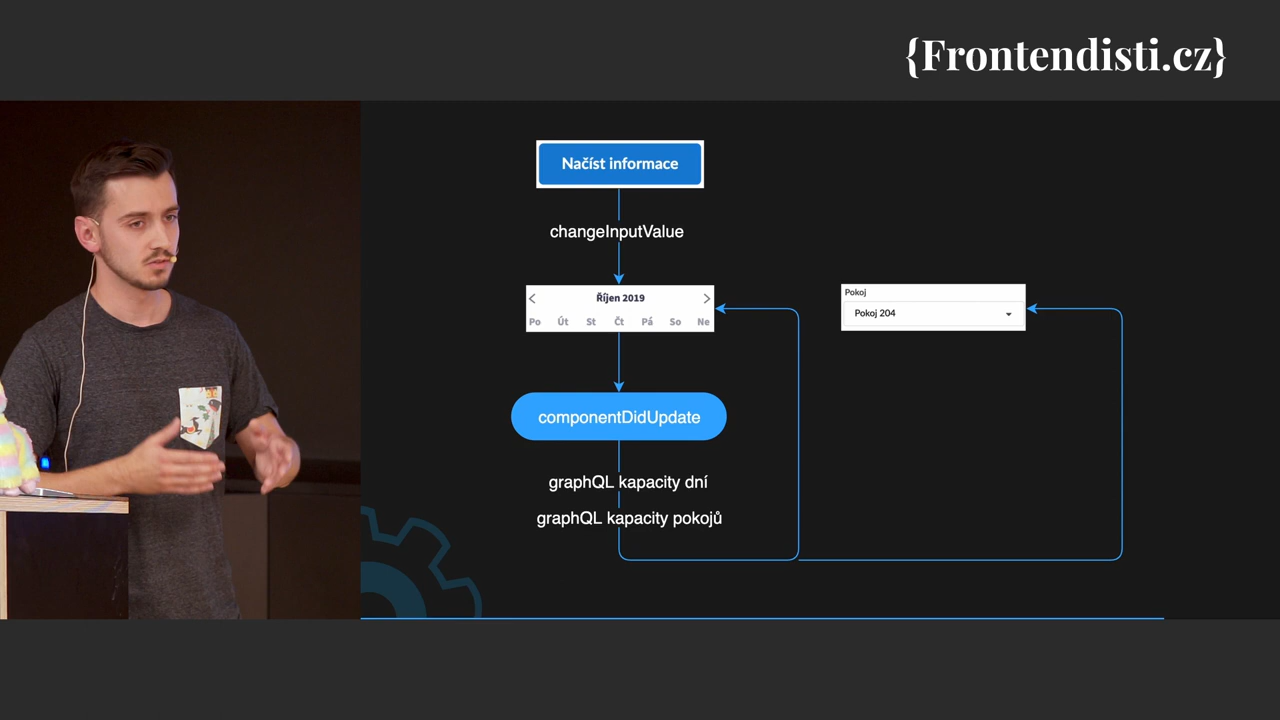 {Frontendisti.cz}
Načíst informace
changeInputValue
Říjen 2019
Po Út St Čt Pá So Ne
Pokoj
Pokoj 204
componentDidUpdate
graphQL kapacity dní
graphQL kapacity pokojů